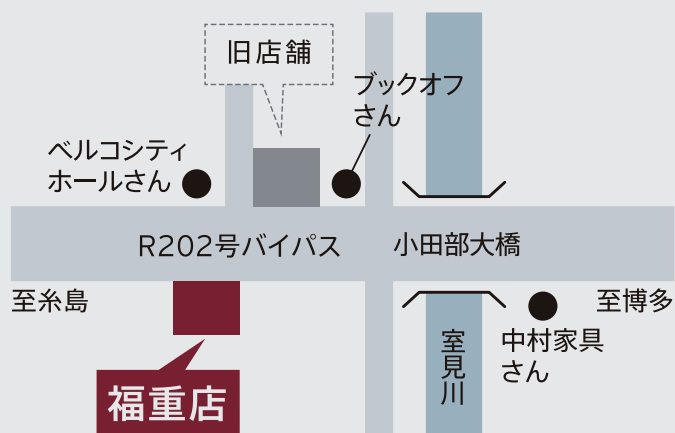 旧店舗
ブックオフ
さん
ベルコシティ
ホールさん
R202号バイパス
小田部大橋
至糸島
至博多
中村家具
さん
室見川
福重店